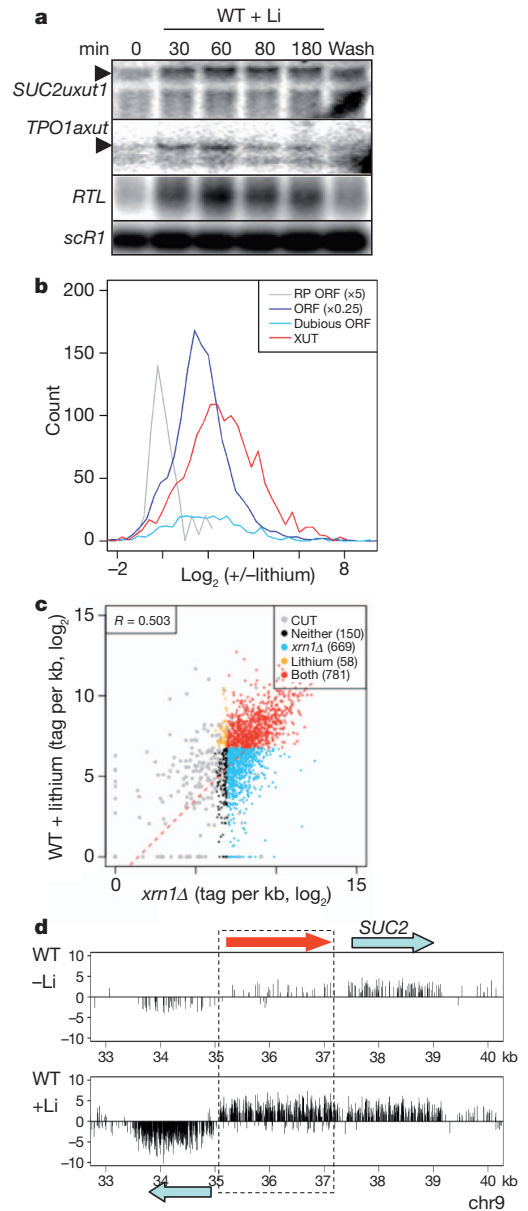 a
WT + Li
min 0 30 60 80 180 Wash
SUC2uxut1
TPO1axut
RTL
scR1
b
200
150
100
50
0
Count
RP ORF (×5)
ORF (×0.25)
Dubious ORF
XUT
-2 8
Log₂ (+/–lithium)
c
15
10
5
0
WT + lithium (tag per kb, log₂)
R = 0.503
CUT
Neither (150)
xrn1Δ (669)
Lithium (58)
Both (781)
0 15
xrn1Δ (tag per kb, log₂)
d
SUC2
WT
–Li
10
5
0
-5
-10
33 34 35 36 37 38 39 40 kb
WT
+Li
10
5
0
-5
-10
33 34 35 36 37 38 39 40 kb
chr9